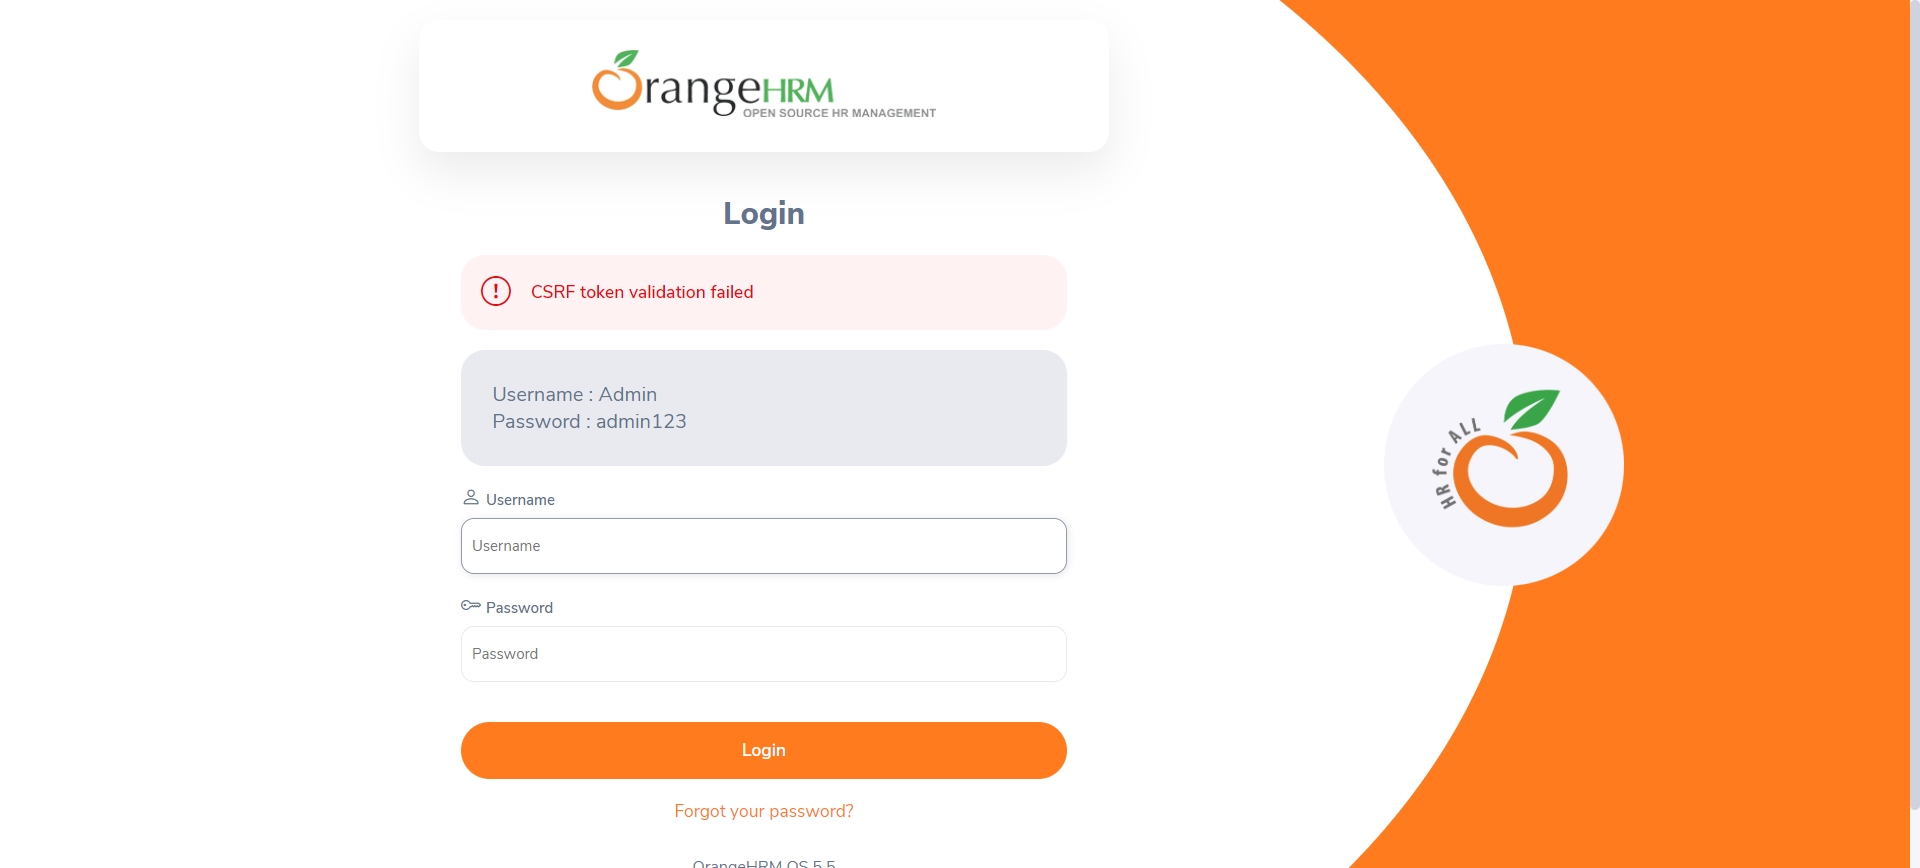 OrangeHRM
OPEN SOURCE HR MANAGEMENT
Login
CSRF token validation failed
Username : Admin
Password : admin123
Username
Username
Password
Password
Login
Forgot your password?
OrangeHRM OS 5.5
HR for ALL